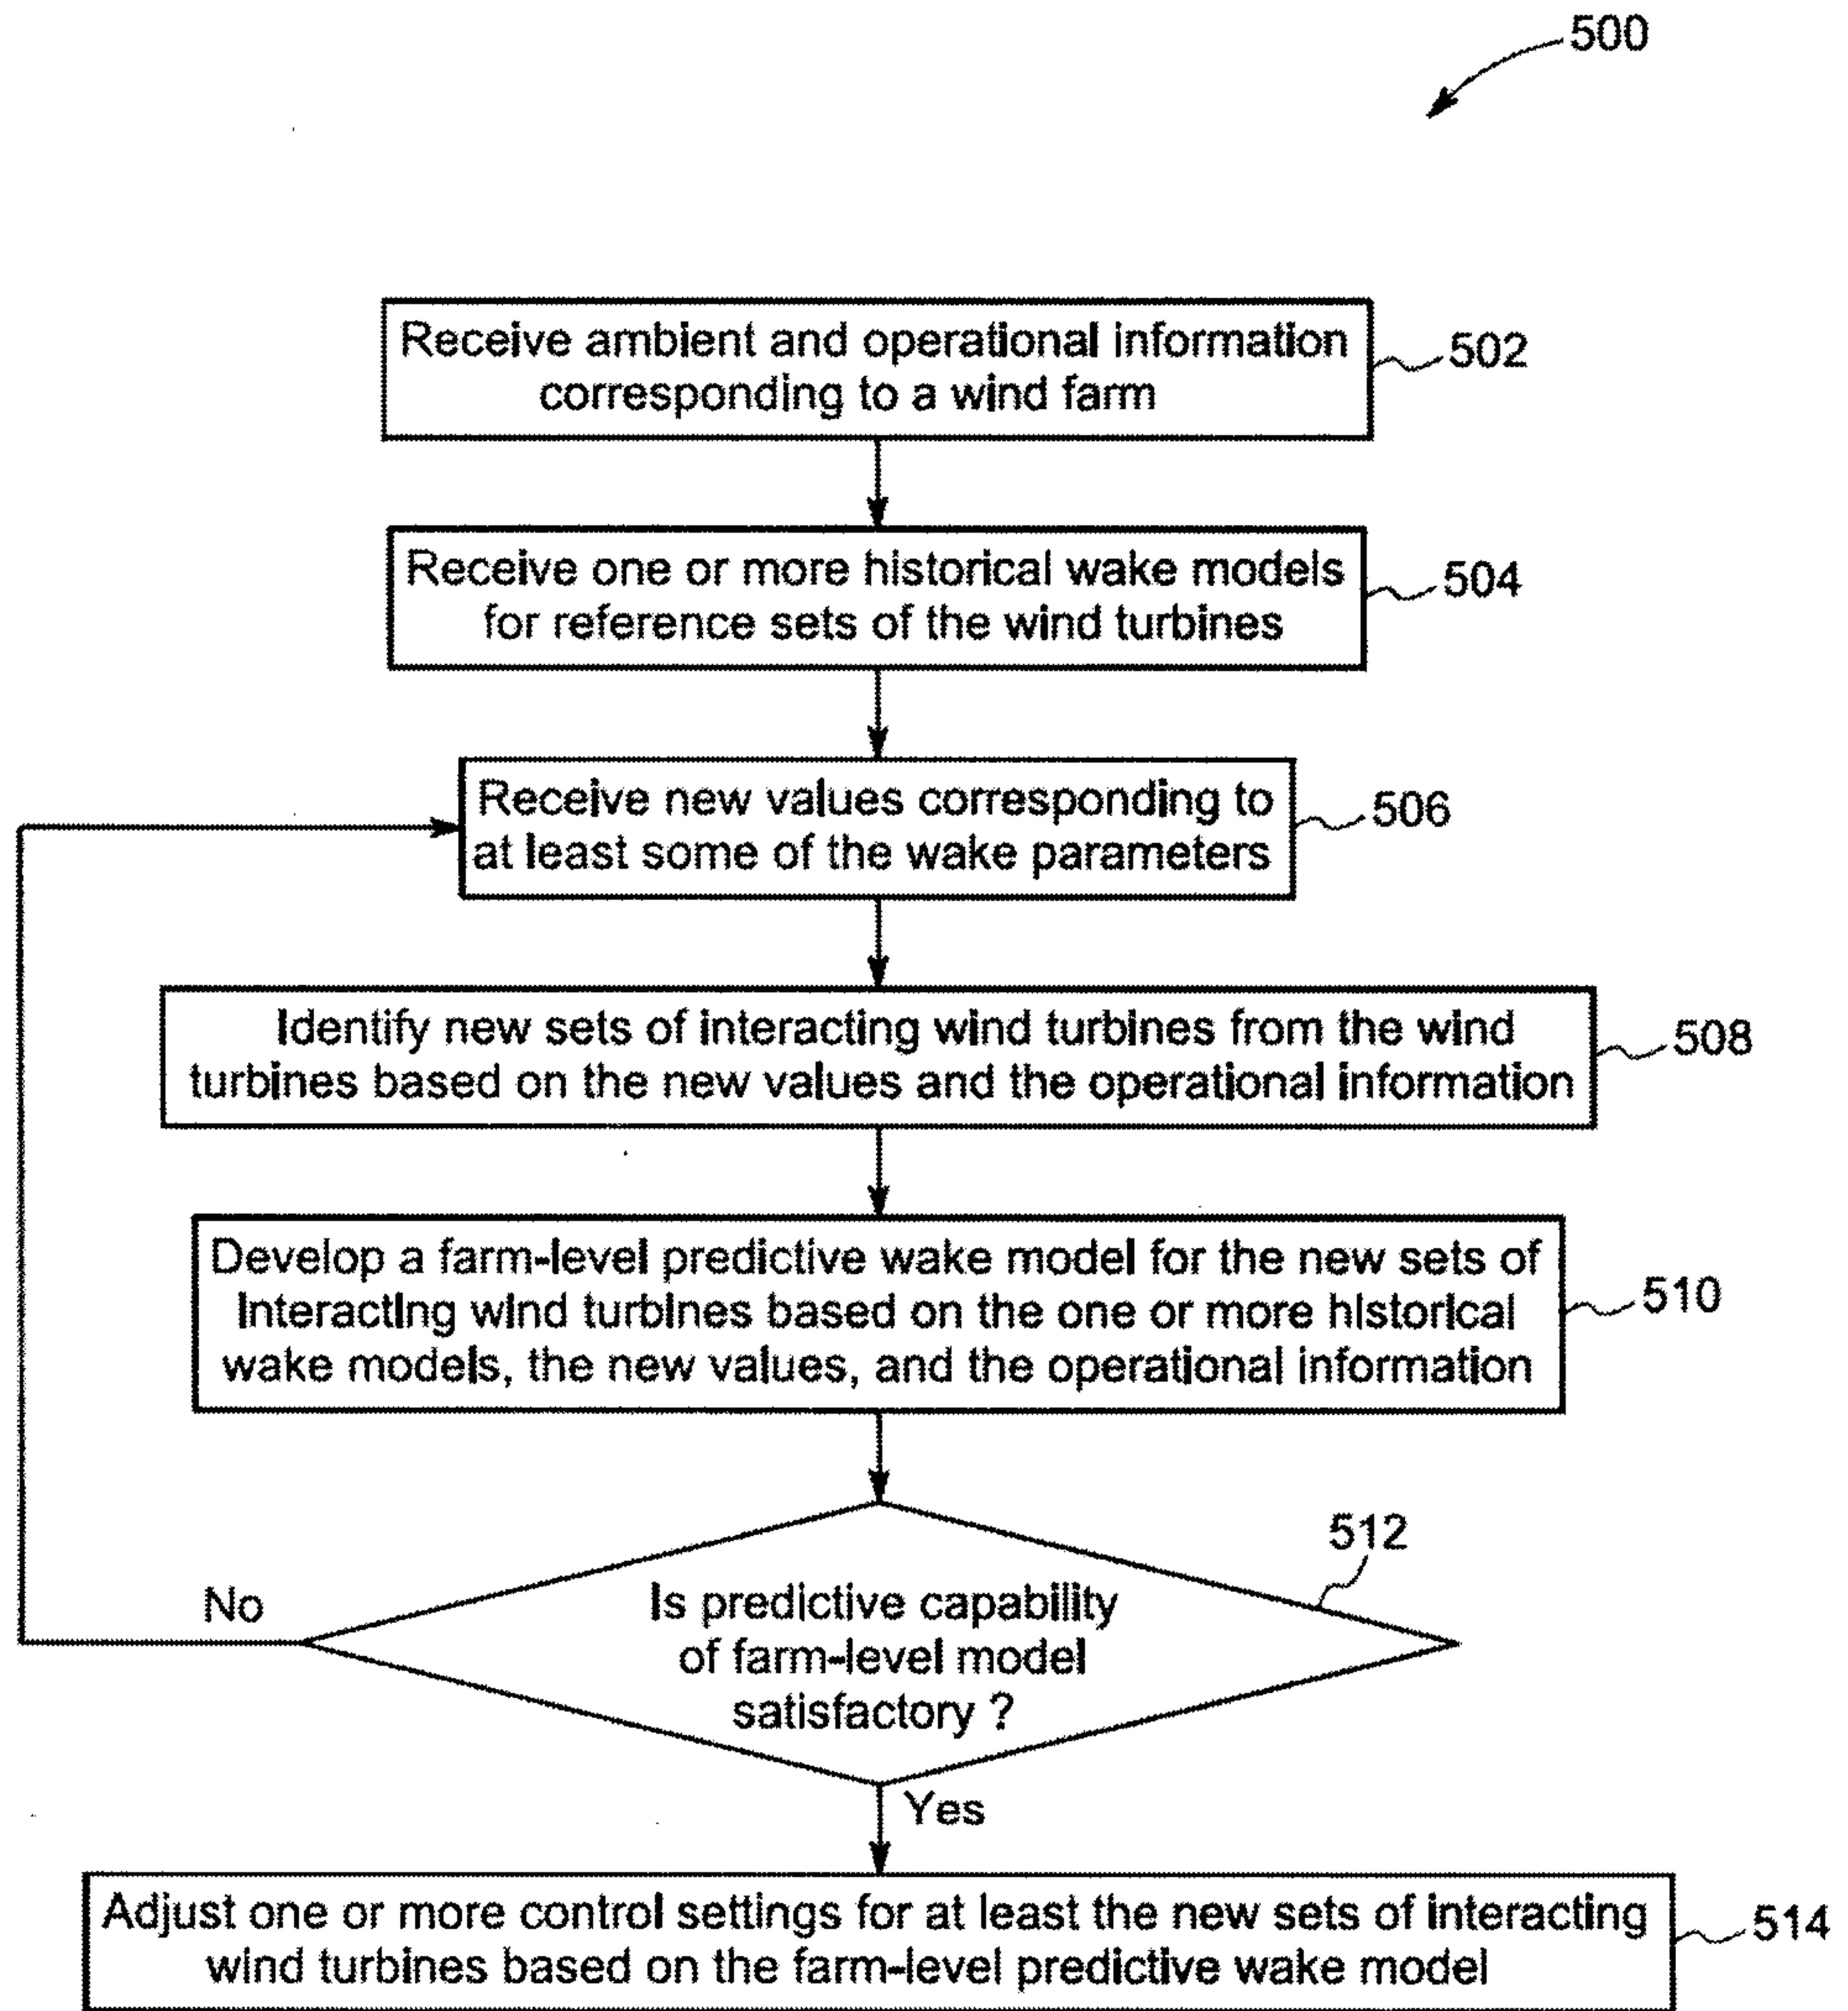 500
Receive ambient and operational information
corresponding to a wind farm
502
Receive one or more historical wake models
for reference sets of the wind turbines
504
Receive new values corresponding to
at least some of the wake parameters
506
Identify new sets of interacting wind turbines from the wind
turbines based on the new values and the operational information
508
Develop a farm-level predictive wake model for the new sets of
interacting wind turbines based on the one or more historical
wake models, the new values, and the operational information
510
512
No
Is predictive capability
of farm-level model
satisfactory ?
Yes
Adjust one or more control settings for at least the new sets of interacting
wind turbines based on the farm-level predictive wake model
514